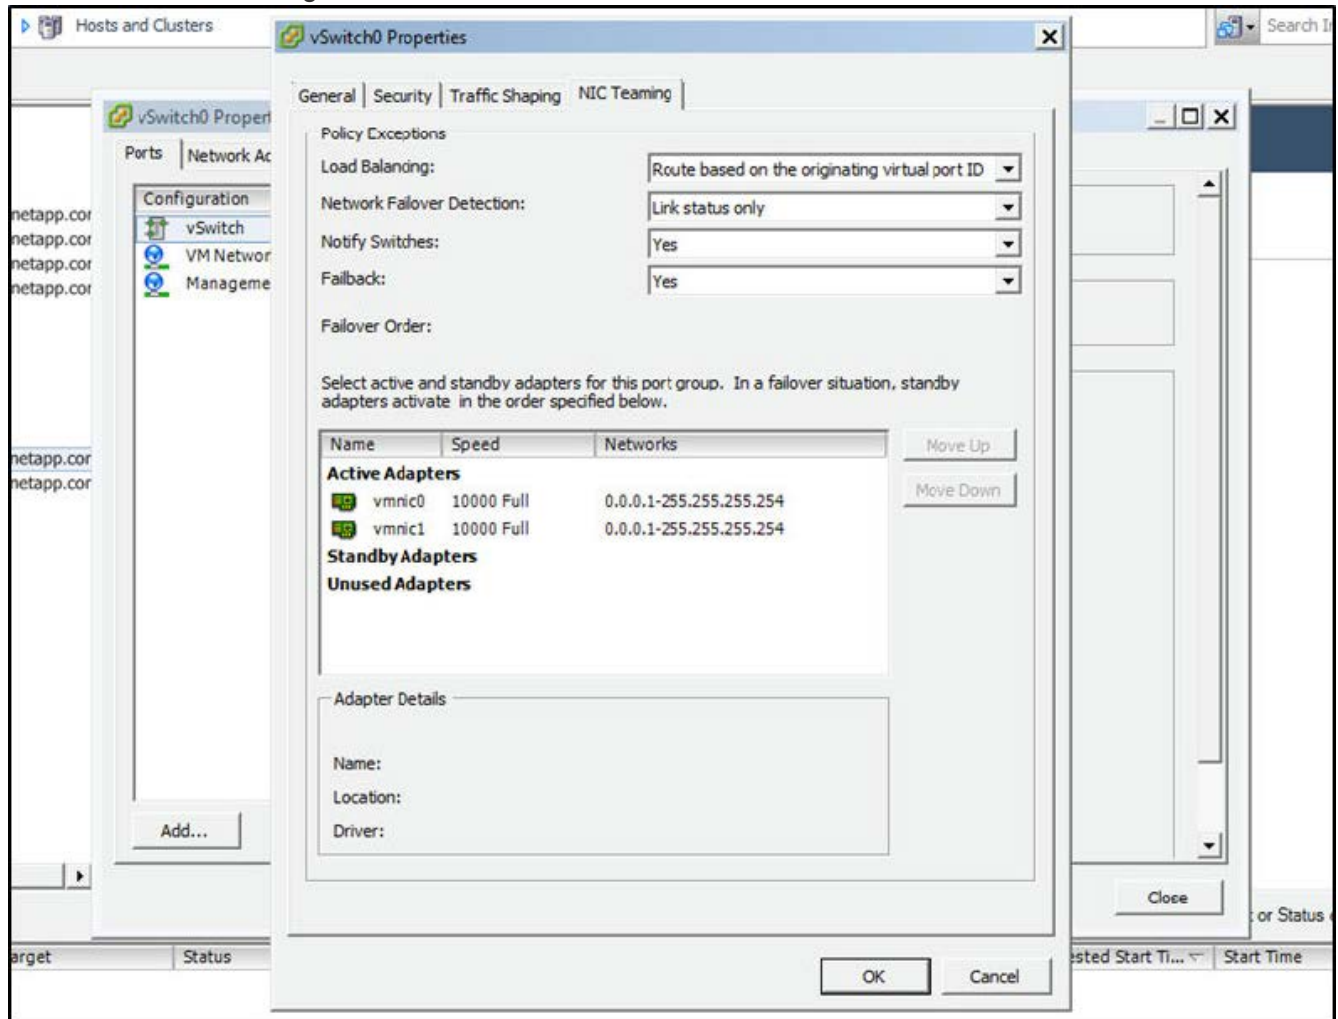 Hosts and Clusters
Search In
vSwitch0 Properties
General Security Traffic Shaping NIC Teaming
vSwitch0 Propert
Ports Network Ac
Configuration
vSwitch
VM Networ
Manageme
Add...
Close
netapp.cor
netapp.cor
netapp.cor
netapp.cor
netapp.cor
netapp.cor
Policy Exceptions
Load Balancing: Route based on the originating virtual port ID
Network Failover Detection: Link status only
Notify Switches: Yes
Failback: Yes
Failover Order:
Select active and standby adapters for this port group. In a failover situation, standby
adapters activate in the order specified below.
Name Speed Networks
Active Adapters
vmnic0 10000 Full 0.0.0.1-255.255.255.254
vmnic1 10000 Full 0.0.0.1-255.255.255.254
Standby Adapters
Unused Adapters
Move Up
Move Down
Adapter Details
Name:
Location:
Driver:
OK Cancel
or Status
arget Status ested Start Ti... Start Time